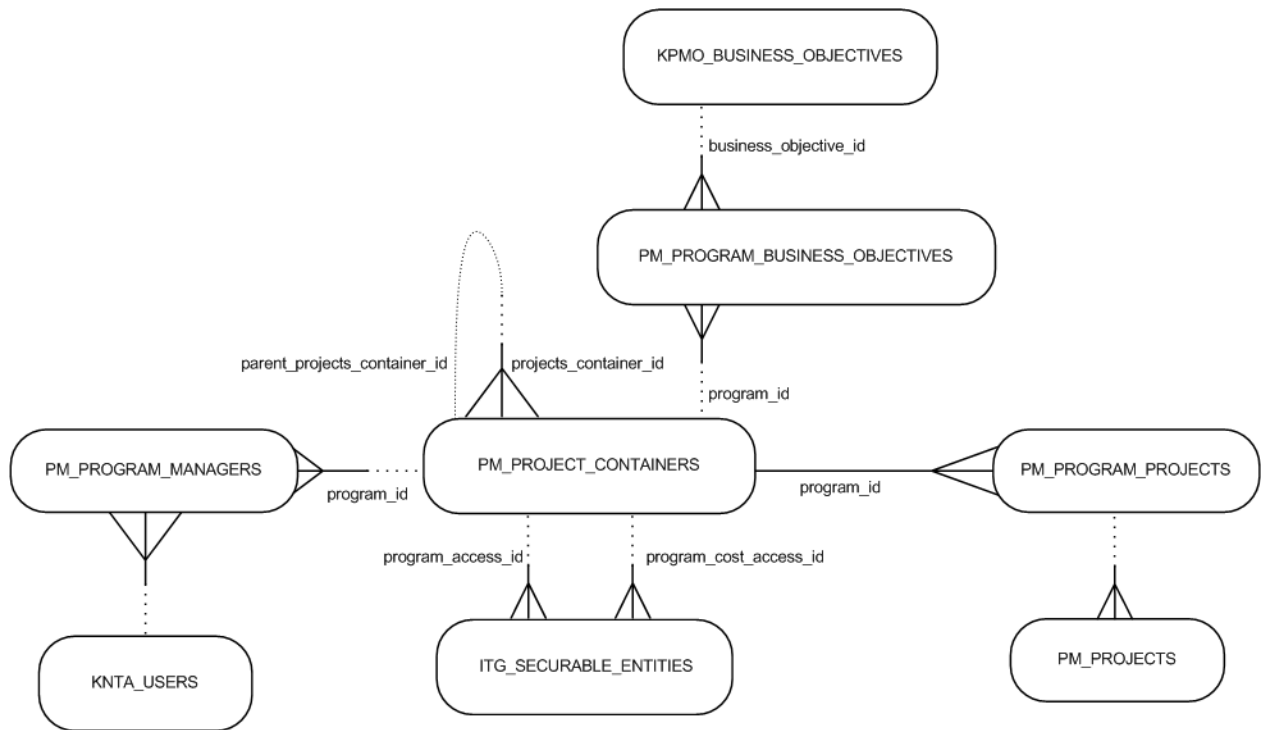 KPMO_BUSINESS_OBJECTIVES
business_objective_id
PM_PROGRAM_BUSINESS_OBJECTIVES
parent_projects_container_id
projects_container_id
program_id
PM_PROGRAM_MANAGERS
program_id
PM_PROJECT_CONTAINERS
program_id
PM_PROGRAM_PROJECTS
program_access_id
program_cost_access_id
KNTA_USERS
ITG_SECURABLE_ENTITIES
PM_PROJECTS